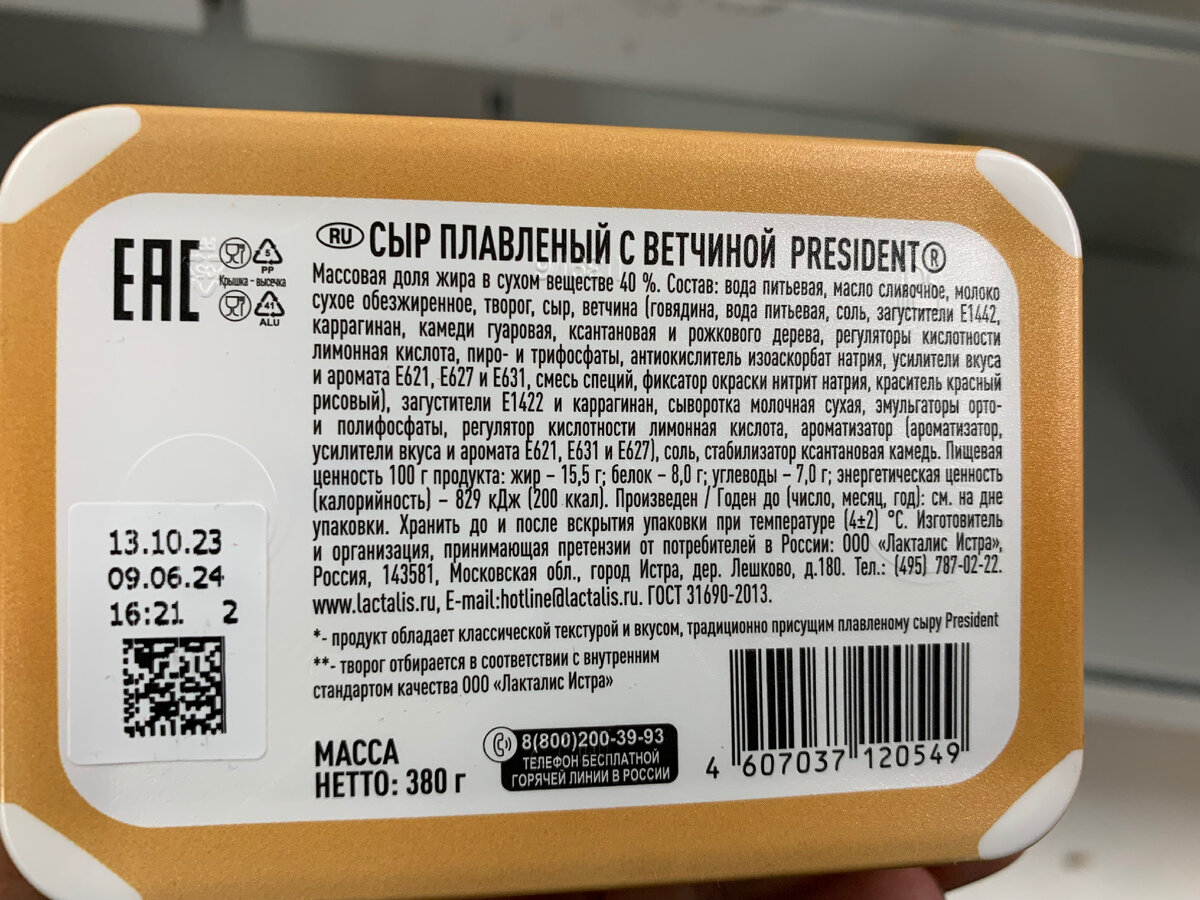 EAC
5
PP
Крышка - высечка
41
ALU
RU СЫР ПЛАВЛЕНЫЙ С ВЕТЧИНОЙ PRESIDENT®
Массовая доля жира в сухом веществе 40 %. Состав: вода питьевая, масло сливочное, молоко
сухое обезжиренное, творог, сыр, ветчина (говядина, вода питьевая, соль, загустители Е1442,
каррагинан, камеди гуаровая, ксантановая и рожкового дерева, регуляторы кислотности
лимонная кислота, пиро- и трифосфаты, антиокислитель изоаскорбат натрия, усилители вкуса
и аромата Е621, Е627 и Е631, смесь специй, фиксатор окраски нитрит натрия, краситель красный
рисовый), загустители Е1422 и каррагинан, сыворотка молочная сухая, эмульгаторы орто-
и полифосфаты, регулятор кислотности лимонная кислота, ароматизатор (ароматизатор,
усилители вкуса и аромата Е621, Е631 и Е627), соль, стабилизатор ксантановая камедь. Пищевая
ценность 100 г продукта: жир – 15,5 г; белок – 8,0 г; углеводы – 7,0 г; энергетическая ценность
(калорийность) – 829 кДж (200 ккал). Произведен / Годен до (число, месяц, год): см. на дне
упаковки. Хранить до и после вскрытия упаковки при температуре (4±2) °С. Изготовитель
и организация, принимающая претензии от потребителей в России: ООО «Лакталис Истра»,
Россия, 143581, Московская обл., город Истра, дер. Лешково, д.180. Тел.: (495) 787-02-22.
www.lactalis.ru, E-mail:hotline@lactalis.ru. ГОСТ 31690-2013.
*- продукт обладает классической текстурой и вкусом, традиционно присущим плавленому сыру President
**- творог отбирается в соответствии с внутренним
стандартом качества ООО «Лакталис Истра»
13.10.23
09.06.24
16:21 2
МАССА
НЕТТО: 380 г
8(800)200-39-93
ТЕЛЕФОН БЕСПЛАТНОЙ
ГОРЯЧЕЙ ЛИНИИ В РОССИИ
4 607037 120549